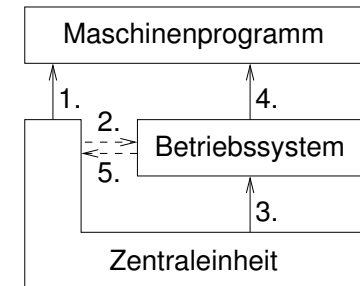 Maschinenprogramm
1.
4.
2.
Betriebssystem
5.
3.
Zentraleinheit